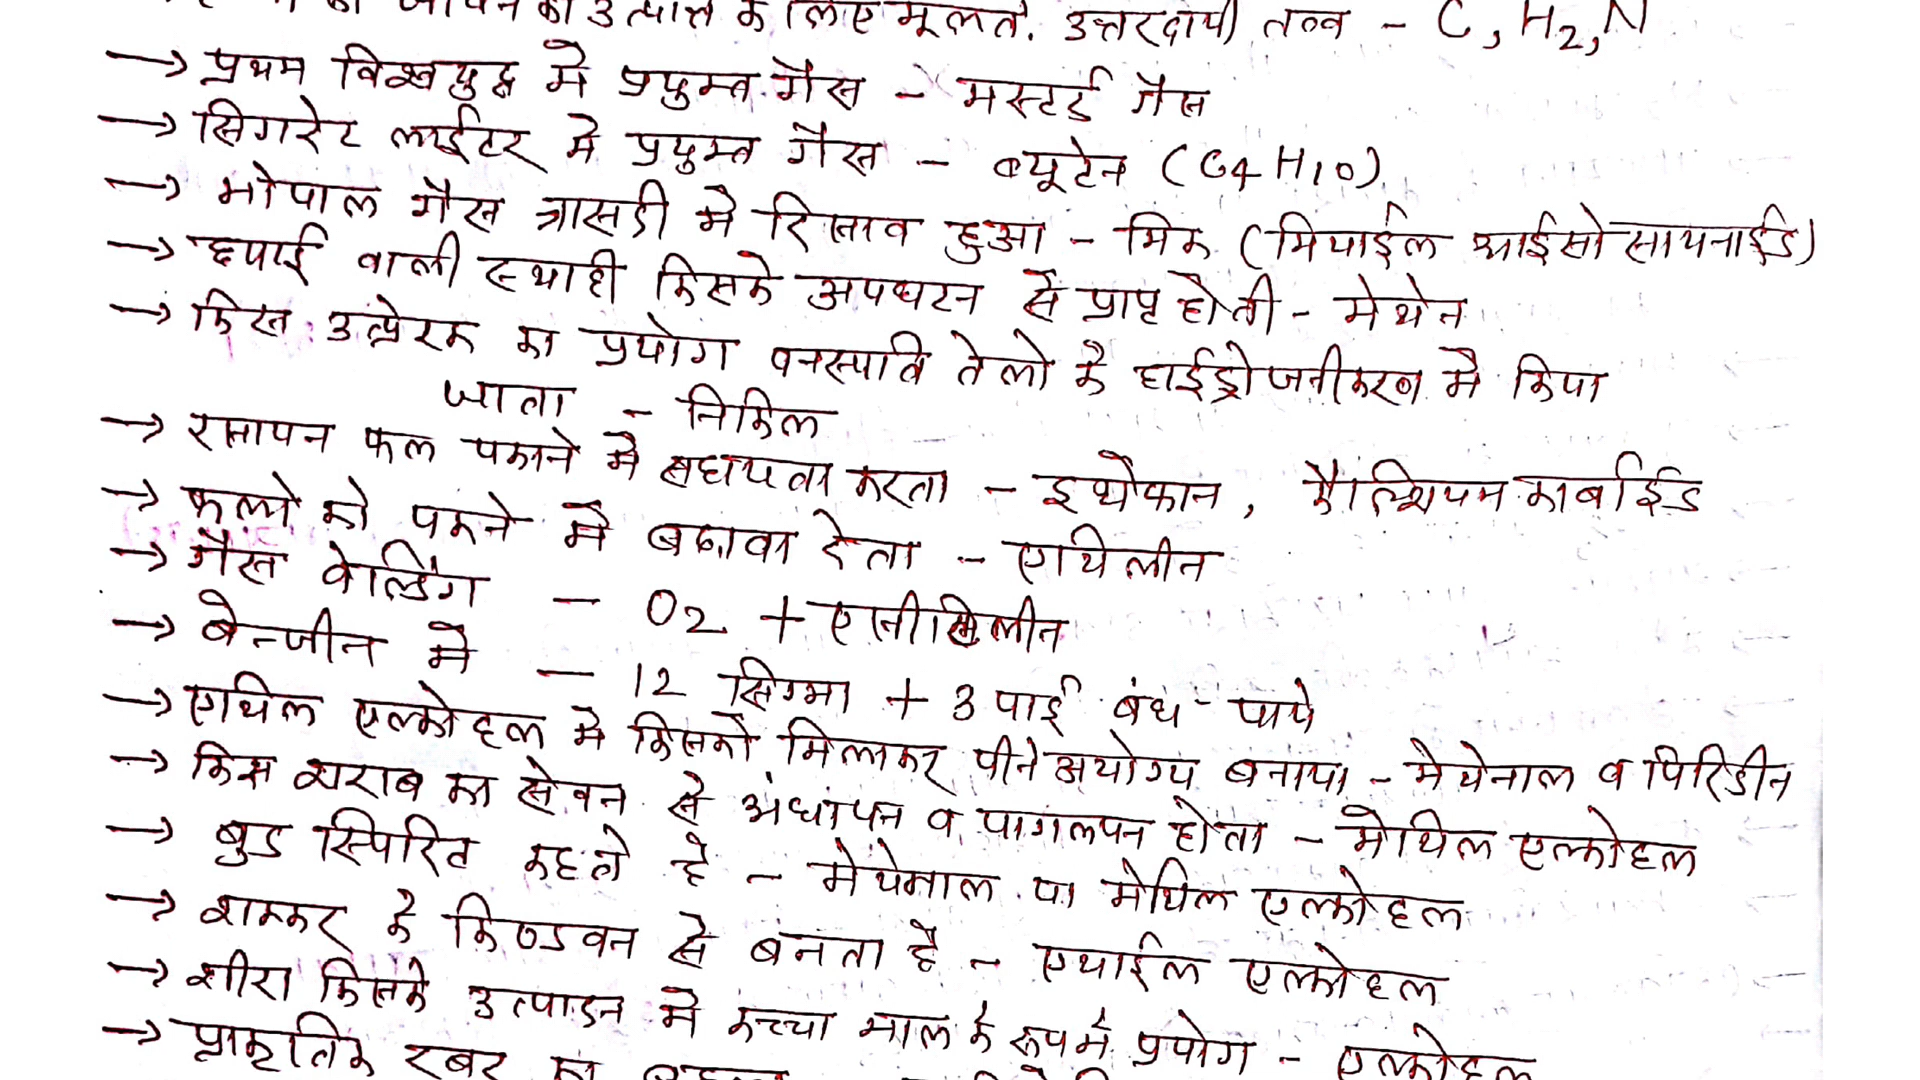 जीवन की उत्पत्ति के लिए मूलत: उत्तरदायी तत्व - C, H2, N
→ प्रथम विश्वयुद्ध मे प्रयुक्त गैस - मस्टर्ड गैस
→ सिगरेट लाईटर मे प्रयुक्त गैस - ब्यूटेन (C4H10)
→ भोपाल गैस त्रासदी मे रिसाव हुआ - मिक (मिथाईल आईसो सायनाईड)
→ छपाई वाली स्याही किसके अपघटन से प्राप्त होती - मेथेन
→ किस उत्प्रेरक का प्रयोग वनस्पति तेलो के हाईड्रोजनीकरण मे किया
जाता - निकिल
→ रसायन फल पकाने मे सहायता करता - इथेफान, कैल्शियम कार्बाईड
→ फलो को पकने मे बढावा देता - एथिलीन
→ गैस वेल्डिंग - O2 + एसीटिलीन
→ बेन्जीन मे - 12 सिग्मा + 3 पाई बंध पाये
→ एथिल एल्कोहल मे किसको मिलाकर पीने अयोग्य बनाया - मेथेनाल व पिरिडीन
→ किस शराब का सेवन से अंधापन व पागलपन होता - मेथिल एल्कोहल
→ बुड स्पिरिट कहते है - मेथेनाल या मेथिल एल्कोहल
→ शक्कर के किण्डवन से बनता है - एथाईल एल्कोहल
→ शीरा किसके उत्पादन मे कच्चा माल के रूपमे प्रयोग - एल्कोहल
→ प्राकृतिक रबर का